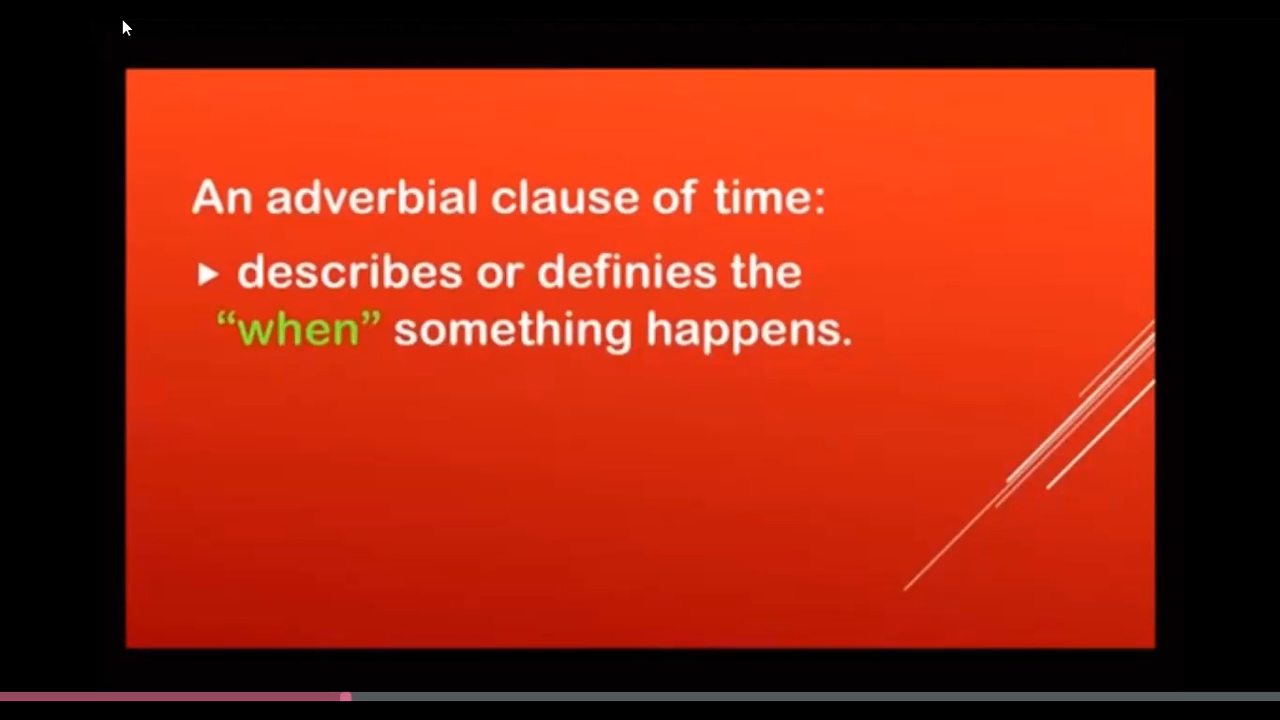 An adverbial clause of time:
▶ describes or definies the
“when” something happens.